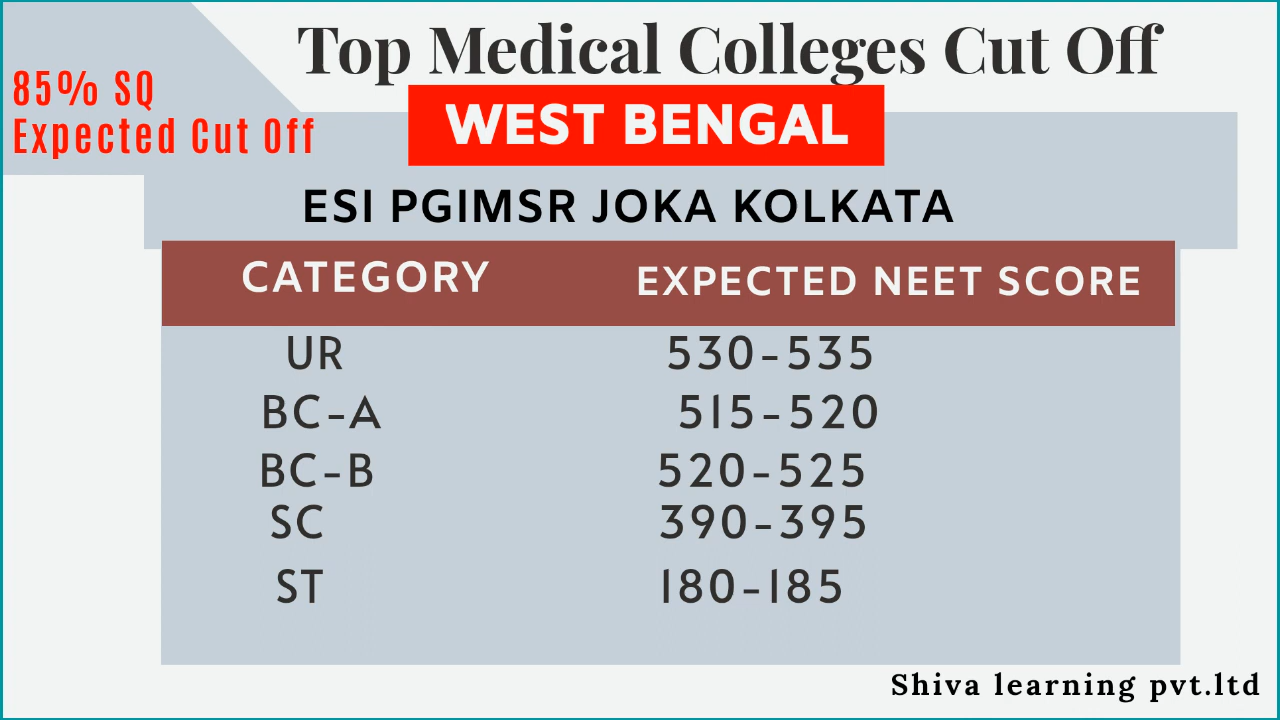 Top Medical Colleges Cut Off
85% SQ
Expected Cut Off
WEST BENGAL
ESI PGIMSR JOKA KOLKATA
CATEGORY EXPECTED NEET SCORE
UR 530-535
BC-A 515-520
BC-B 520-525
SC 390-395
ST 180-185
Shiva learning pvt.ltd